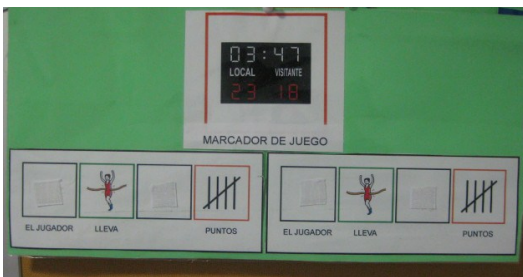 03:47
LOCAL VISITANTE
23 18
MARCADOR DE JUEGO
EL JUGADOR LLEVA PUNTOS
EL JUGADOR LLEVA PUNTOS